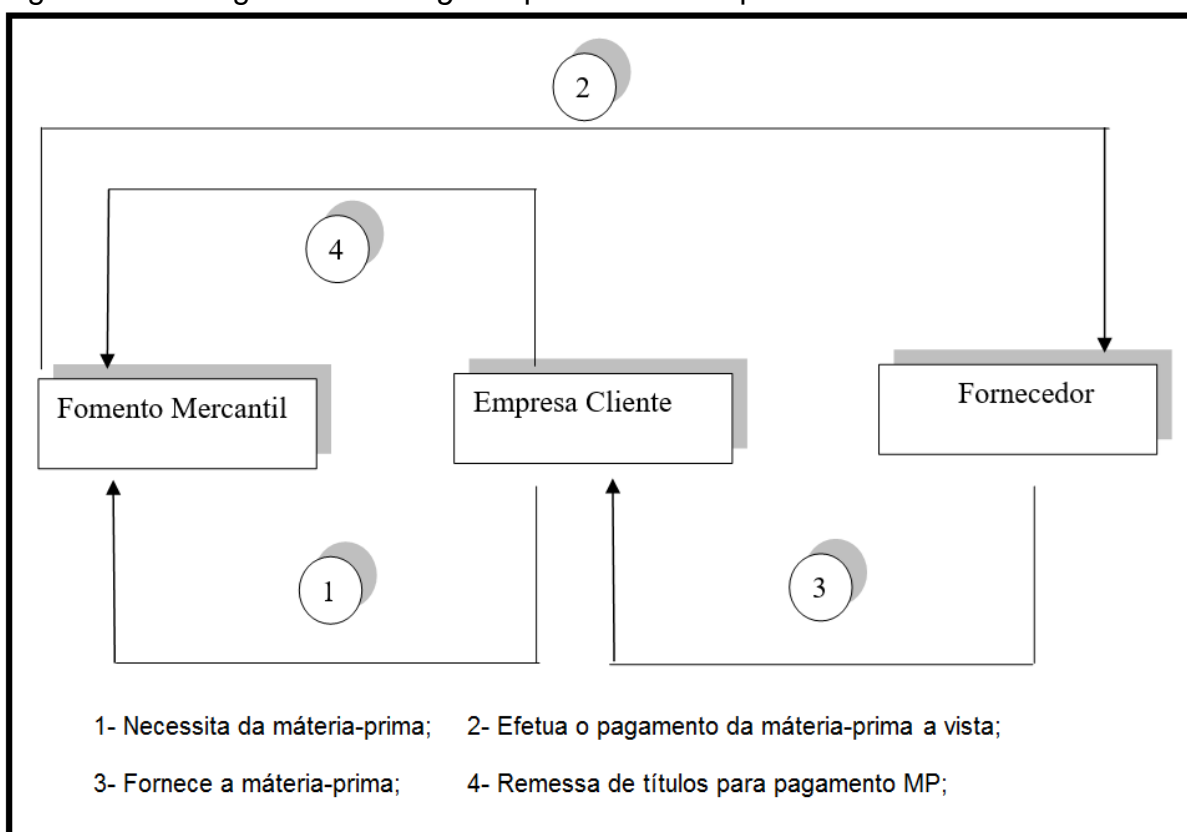 2
4
Fomento Mercantil
Empresa Cliente
Fornecedor
1
3
1- Necessita da máteria-prima; 2- Efetua o pagamento da máteria-prima a vista;
3- Fornece a máteria-prima; 4- Remessa de títulos para pagamento MP;